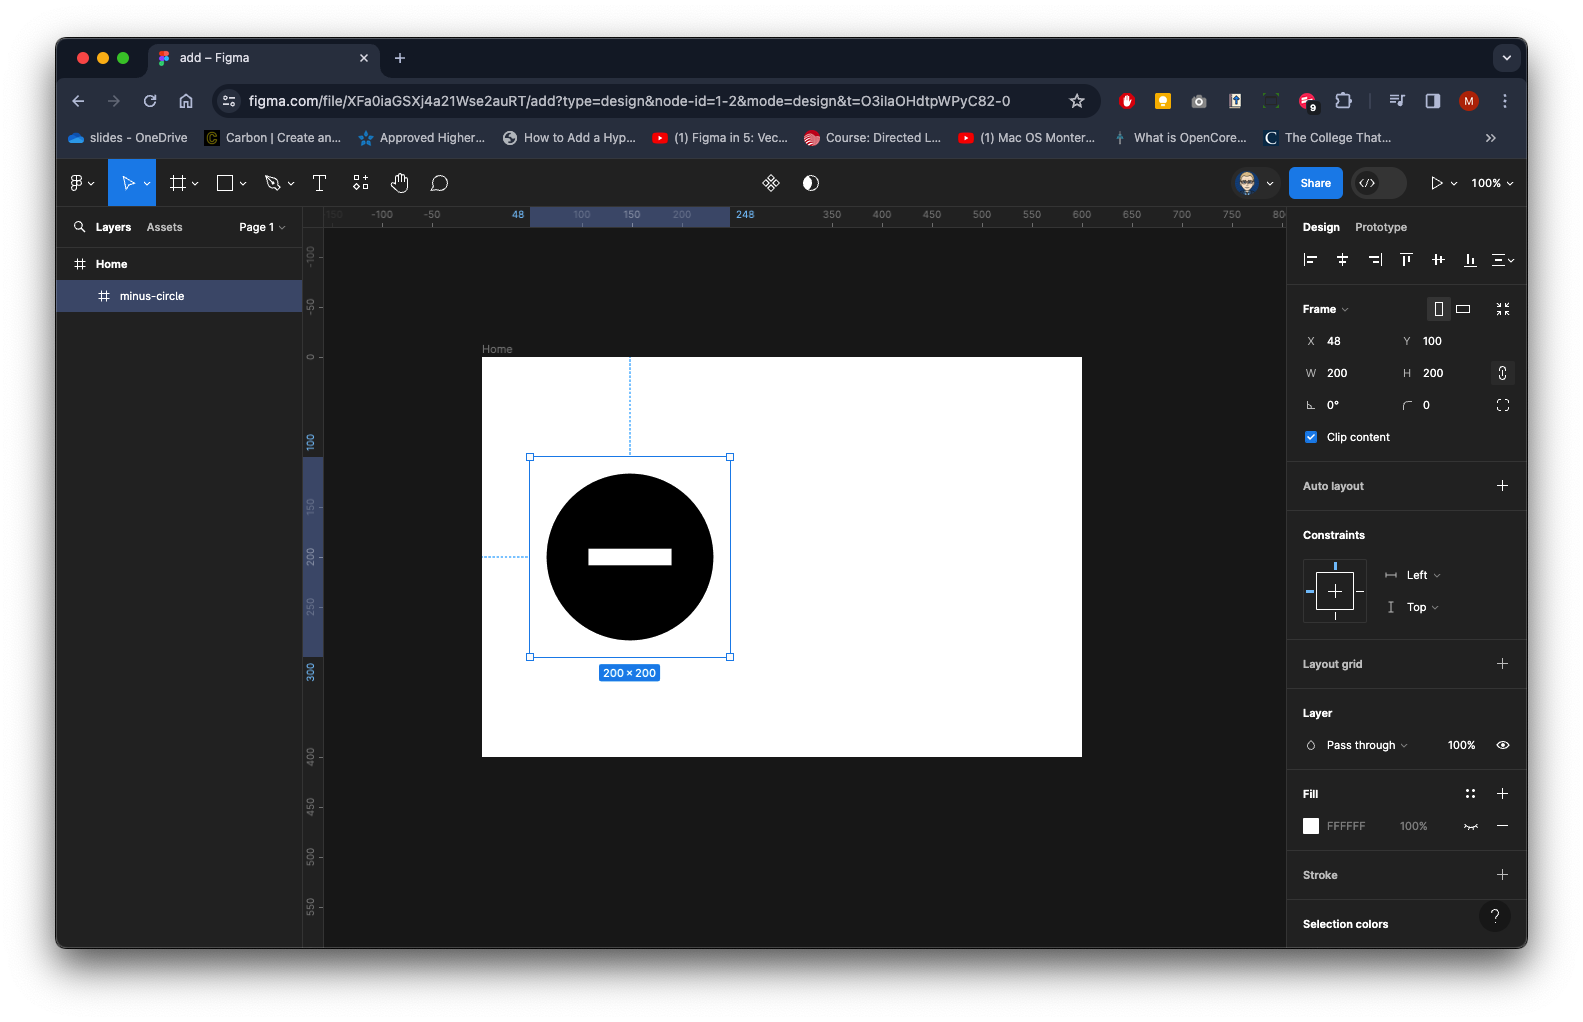 add – Figma
figma.com/file/XFa0iaGSXj4a21Wse2auRT/add?type=design&node-id=1-2&mode=design&t=O3ilaOHdtpWPyC82-0
9
M
slides - OneDrive
Carbon | Create an...
Approved Higher...
How to Add a Hyp...
(1) Figma in 5: Vec...
Course: Directed L...
(1) Mac OS Monter...
What is OpenCore...
The College That...
Share
100%
Layers
Assets
Page 1
Home
minus-circle
-150 -100 -50 48 100 150 200 248 350 400 450 500 550 600 650 700 750 80
-100
-50
0
100
150
200
250
300
400
450
500
550
Home
200 × 200
Design
Prototype
Frame
X 48 Y 100
W 200 H 200
0° 0
Clip content
Auto layout
Constraints
Left
Top
Layout grid
Layer
Pass through 100%
Fill
FFFFFF 100%
Stroke
Selection colors
?